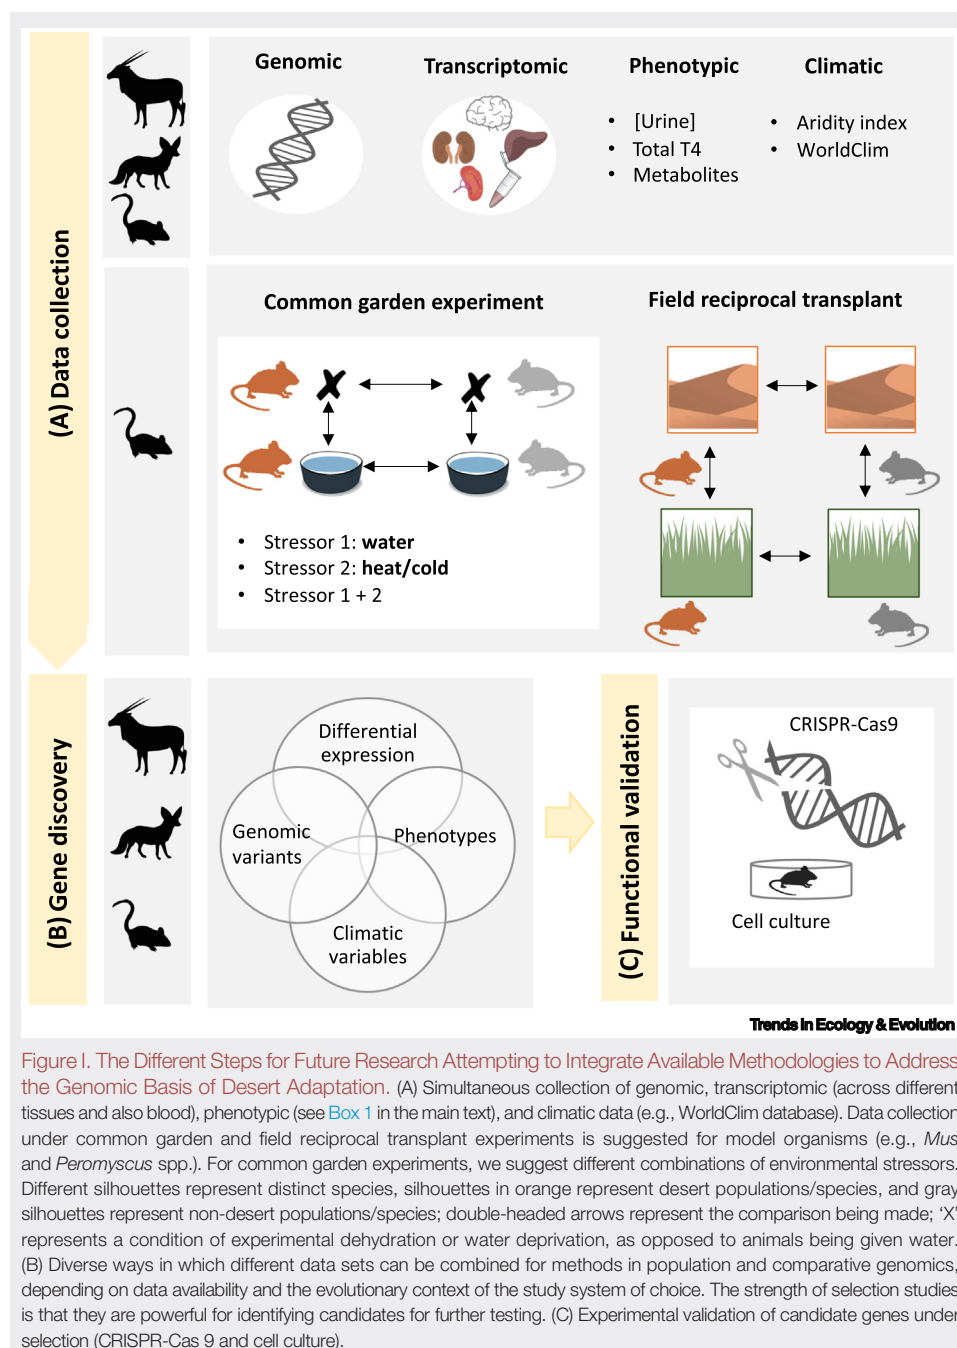 Genomic
Transcriptomic
Phenotypic
Climatic
• [Urine]
• Total T4
• Metabolites
• Aridity index
• WorldClim
(A) Data collection
Common garden experiment
Field reciprocal transplant
X
X
• Stressor 1: water
• Stressor 2: heat/cold
• Stressor 1 + 2
(B) Gene discovery
Differential
expression
Genomic
variants
Phenotypes
Climatic
variables
(C) Functional validation
CRISPR-Cas9
Cell culture
Trends in Ecology & Evolution
Figure I. The Different Steps for Future Research Attempting to Integrate Available Methodologies to Address
the Genomic Basis of Desert Adaptation. (A) Simultaneous collection of genomic, transcriptomic (across different
tissues and also blood), phenotypic (see Box 1 in the main text), and climatic data (e.g., WorldClim database). Data collection
under common garden and field reciprocal transplant experiments is suggested for model organisms (e.g., Mus
and Peromyscus spp.). For common garden experiments, we suggest different combinations of environmental stressors.
Different silhouettes represent distinct species, silhouettes in orange represent desert populations/species, and gray
silhouettes represent non-desert populations/species; double-headed arrows represent the comparison being made; ‘X’
represents a condition of experimental dehydration or water deprivation, as opposed to animals being given water.
(B) Diverse ways in which different data sets can be combined for methods in population and comparative genomics,
depending on data availability and the evolutionary context of the study system of choice. The strength of selection studies
is that they are powerful for identifying candidates for further testing. (C) Experimental validation of candidate genes under
selection (CRISPR-Cas 9 and cell culture).